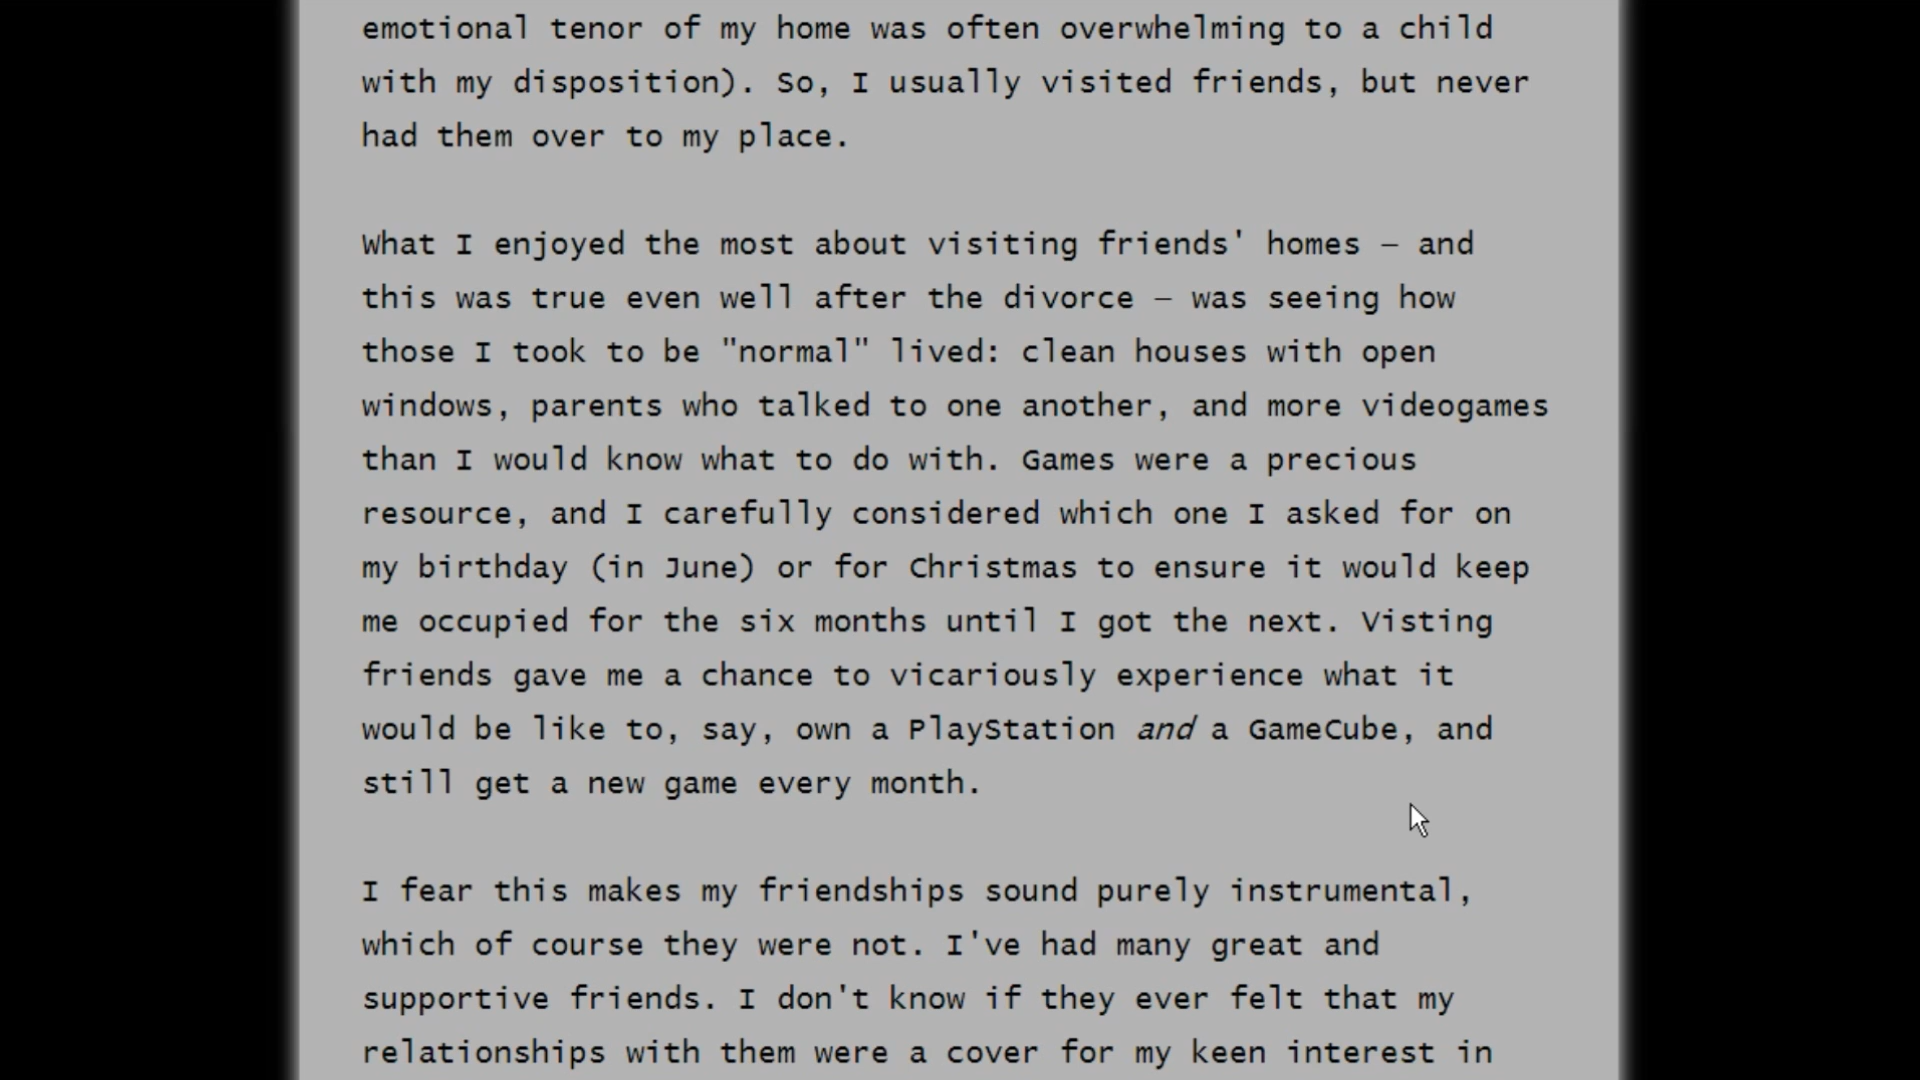 emotional tenor of my home was often overwhelming to a child
with my disposition). So, I usually visited friends, but never
had them over to my place.
What I enjoyed the most about visiting friends' homes — and
this was true even well after the divorce — was seeing how
those I took to be "normal" lived: clean houses with open
windows, parents who talked to one another, and more videogames
than I would know what to do with. Games were a precious
resource, and I carefully considered which one I asked for on
my birthday (in June) or for Christmas to ensure it would keep
me occupied for the six months until I got the next. Visting
friends gave me a chance to vicariously experience what it
would be like to, say, own a PlayStation and a GameCube, and
still get a new game every month.
I fear this makes my friendships sound purely instrumental,
which of course they were not. I've had many great and
supportive friends. I don't know if they ever felt that my
relationships with them were a cover for my keen interest in